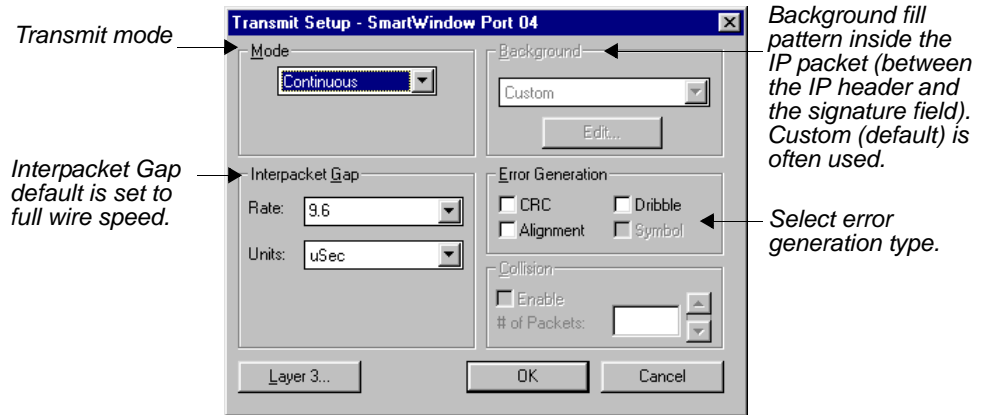 Transmit mode
Interpacket Gap
default is set to
full wire speed.
Transmit Setup - SmartWindow Port 04
Mode
Continuous
Background
Custom
Edit...
Interpacket Gap
Rate: 9.6
Units: uSec
Error Generation
CRC Dribble
Alignment Symbol
Collision
Enable
# of Packets:
Layer 3... OK Cancel
Background fill
pattern inside the
IP packet (between
the IP header and
the signature field).
Custom (default) is
often used.
Select error
generation type.